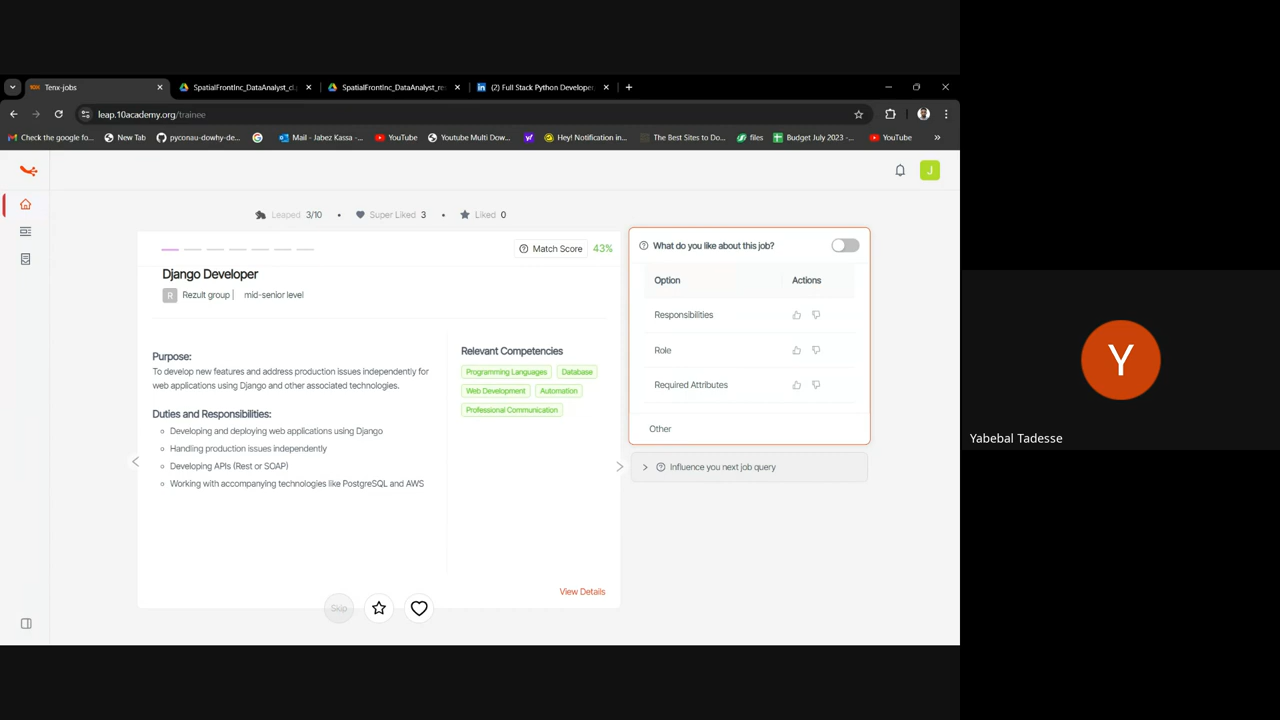 Tenx-jobs
SpatialFrontInc_DataAnalyst_cl.p
SpatialFrontInc_DataAnalyst_re
(2) Full Stack Python Developer,
leap.10academy.org/trainee
Check the google fo...
New Tab
pyconau-dowhy-de...
Mail - Jabez Kassa -...
YouTube
Youtube Multi Dow...
Hey! Notification in...
The Best Sites to Do...
files
Budget July 2023 -...
YouTube
J
Leaped 3/10 • Super Liked 3 • Liked 0
Match Score 43%
Django Developer
R Rezult group | mid-senior level
Purpose:
To develop new features and address production issues independently for
web applications using Django and other associated technologies.
Duties and Responsibilities:
Developing and deploying web applications using Django
Handling production issues independently
Developing APIs (Rest or SOAP)
Working with accompanying technologies like PostgreSQL and AWS
Relevant Competencies
Programming Languages Database
Web Development Automation
Professional Communication
View Details
Skip
What do you like about this job?
Option Actions
Responsibilities
Role
Required Attributes
Other
Influence you next job query
Y
Yabebal Tadesse